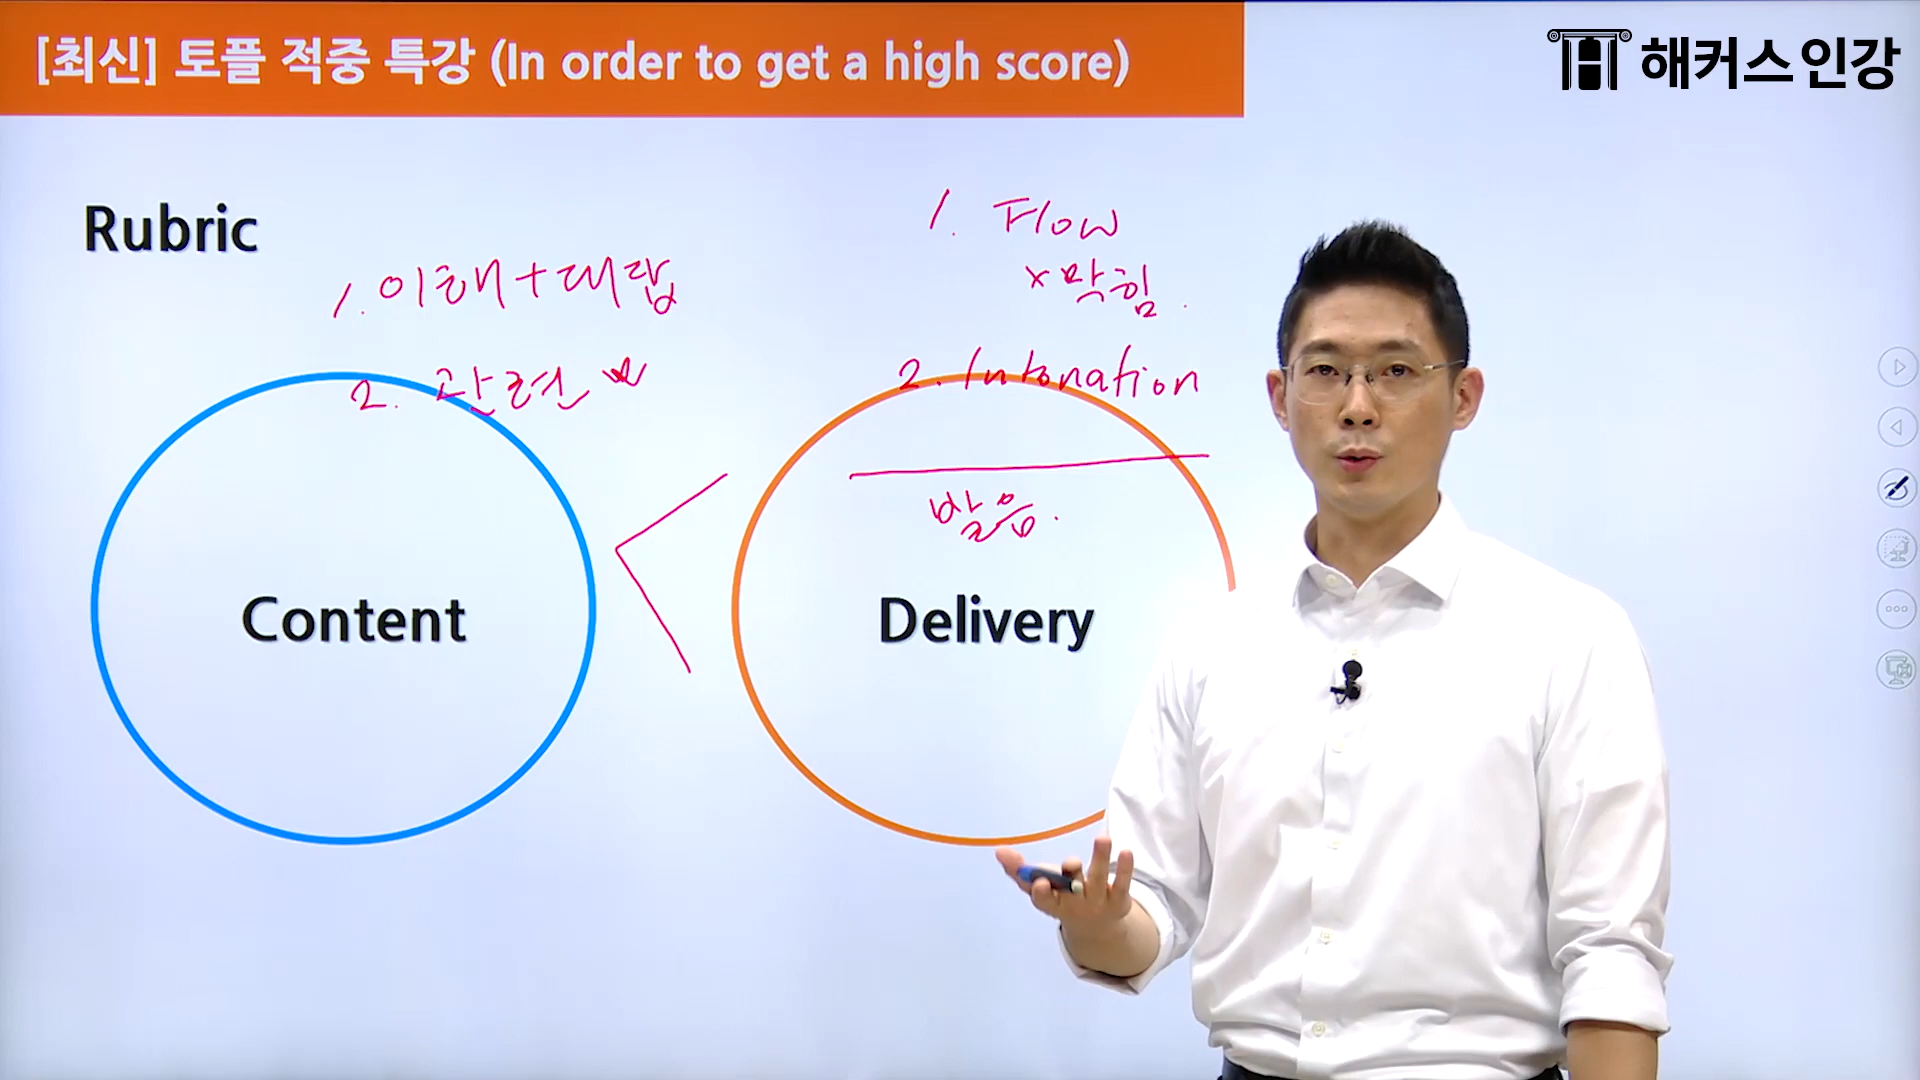 [최신] 토플 적중 특강 (In order to get a high score)
해커스인강
Rubric
1. 이해+대답
2. 관련
Content
1. Flow
x막힘.
2. Intonation
발음.
Delivery